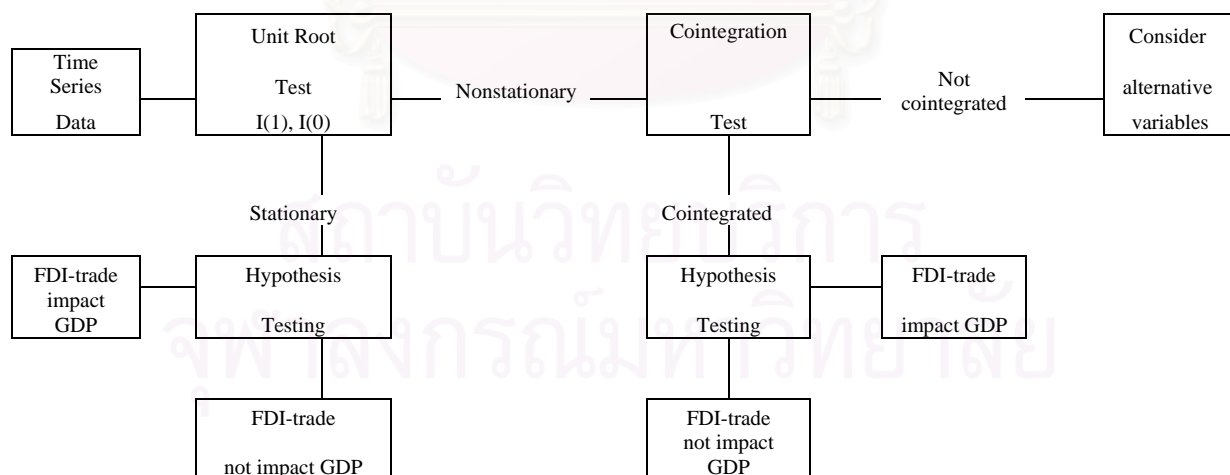 Time
Series
Data
Unit Root
Test
I(1), I(0)
Nonstationary
Cointegration
Test
Not
cointegrated
Consider
alternative
variables
Stationary
Cointegrated
สถาบันวิทยบริการ
FDI-trade
impact
GDP
Hypothesis
Testing
Hypothesis
Testing
FDI-trade
impact GDP
จุฬาลงกรณ์มหาวิทยาลัย
FDI-trade
not impact GDP
FDI-trade
not impact
GDP